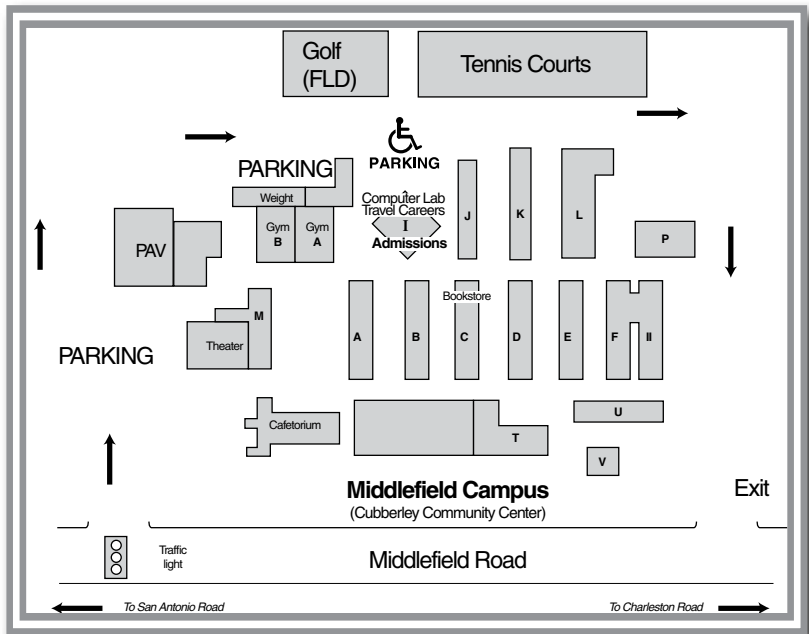 Golf
(FLD)
Tennis Courts
PARKING
PARKING
Weight
Computer Lab
Travel Careers
I
Admissions
Gym
B
Gym
A
J
K
L
P
PAV
Bookstore
M
Theater
A
B
C
D
E
F
II
PARKING
Cafetorium
T
U
V
Middlefield Campus
(Cubberley Community Center)
Exit
Traffic
light
Middlefield Road
To San Antonio Road
To Charleston Road